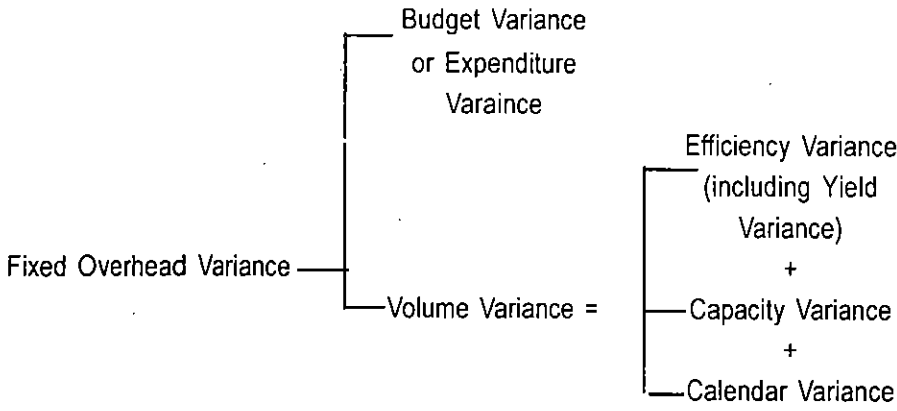 Budget Variance
or Expenditure
Varaince
Efficiency Variance
(including Yield
Variance)
+
Fixed Overhead Variance
Volume Variance =
Capacity Variance
+
Calendar Variance